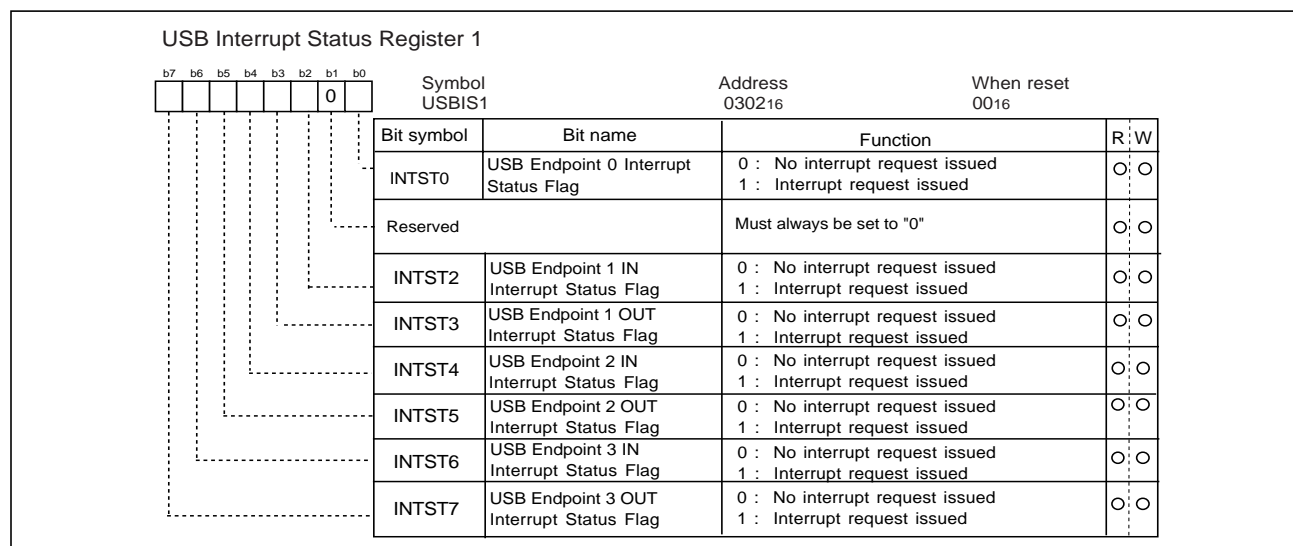 USB Interrupt Status Register 1
b7 b6 b5 b4 b3 b2 b1 b0
0
Symbol Address When reset
USBIS1 030216 0016
Bit symbol Bit name Function R W
INTST0 USB Endpoint 0 Interrupt Status Flag 0 : No interrupt request issued 1 : Interrupt request issued O O
Reserved Must always be set to "0" O O
INTST2 USB Endpoint 1 IN Interrupt Status Flag 0 : No interrupt request issued 1 : Interrupt request issued O O
INTST3 USB Endpoint 1 OUT Interrupt Status Flag 0 : No interrupt request issued 1 : Interrupt request issued O O
INTST4 USB Endpoint 2 IN Interrupt Status Flag 0 : No interrupt request issued 1 : Interrupt request issued O O
INTST5 USB Endpoint 2 OUT Interrupt Status Flag 0 : No interrupt request issued 1 : Interrupt request issued O O
INTST6 USB Endpoint 3 IN Interrupt Status Flag 0 : No interrupt request issued 1 : Interrupt request issued O O
INTST7 USB Endpoint 3 OUT Interrupt Status Flag 0 : No interrupt request issued 1 : Interrupt request issued O O